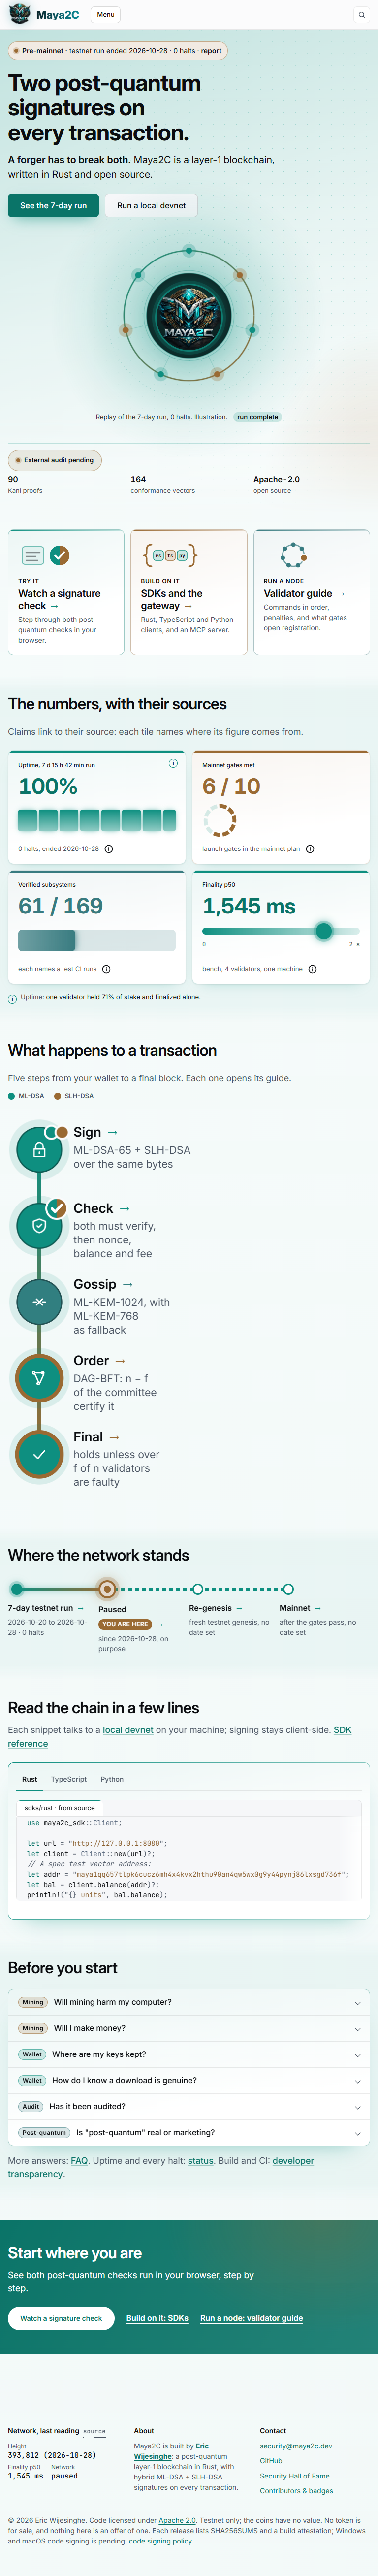 Maya2C
Menu
Pre-mainnet · testnet run ended 2026-10-28 · 0 halts · report
Two post-quantum
signatures on
every transaction.
A forger has to break both. Maya2C is a layer-1 blockchain,
written in Rust and open source.
See the 7-day run
Run a local devnet
MAYA2C
Replay of the 7-day run, 0 halts. Illustration.
run complete
External audit pending
90
Kani proofs
164
conformance vectors
Apache-2.0
open source
TRY IT
Watch a signature
check →
Step through both post-
quantum checks in your
browser.
rs ts py
BUILD ON IT
SDKs and the
gateway →
Rust, TypeScript and Python
clients, and an MCP server.
RUN A NODE
Validator guide →
Commands in order,
penalties, and what gates
open registration.
The numbers, with their sources
Claims link to their source: each tile names where its figure comes from.
Uptime, 7 d 15 h 42 min run
100%
0 halts, ended 2026-10-28
Mainnet gates met
6 / 10
launch gates in the mainnet plan
Verified subsystems
61 / 169
each names a test CI runs
Finality p50
1,545 ms
0
2 s
bench, 4 validators, one machine
Uptime: one validator held 71% of stake and finalized alone.
What happens to a transaction
Five steps from your wallet to a final block. Each one opens its guide.
ML-DSA
SLH-DSA
Sign →
ML-DSA-65 + SLH-DSA
over the same bytes
Check →
both must verify,
then nonce,
balance and fee
Gossip →
ML-KEM-1024, with
ML-KEM-768
as fallback
Order →
DAG-BFT: n − f
of the committee
certify it
Final →
holds unless over
f of n validators
are faulty
Where the network stands
7-day testnet run →
2026-10-20 to 2026-10-
28 · 0 halts
Paused
YOU ARE HERE →
since 2026-10-28, on
purpose
Re-genesis →
fresh testnet genesis, no
date set
Mainnet →
after the gates pass, no
date set
Read the chain in a few lines
Each snippet talks to a local devnet on your machine; signing stays client-side. SDK
reference
Rust
TypeScript
Python
sdks/rust · from source
use maya2c_sdk::Client;
let url = "http://127.0.0.1:8080";
let client = Client::new(url)?;
// A spec test vector address:
let addr = "maya1qq657tlpk6cucz6mh4x4kvx2hthu90an4qw5wx0g9y44pynj86lxsgd736f";
let bal = client.balance(addr)?;
println!("{} units", bal.balance);
Before you start
Mining Will mining harm my computer?
Mining Will I make money?
Wallet Where are my keys kept?
Wallet How do I know a download is genuine?
Audit Has it been audited?
Post-quantum Is "post-quantum" real or marketing?
More answers: FAQ. Uptime and every halt: status. Build and CI: developer
transparency.
Start where you are
See both post-quantum checks run in your browser, step by
step.
Watch a signature check
Build on it: SDKs
Run a node: validator guide
Network, last reading source
Height
393,812 (2026-10-28)
Finality p50
1,545 ms
Network
paused
About
Maya2C is built by Eric
Wijesinghe: a post-quantum
layer-1 blockchain in Rust, with
hybrid ML-DSA + SLH-DSA
signatures on every transaction.
Contact
security@maya2c.dev
GitHub
Security Hall of Fame
Contributors & badges
© 2026 Eric Wijesinghe. Code licensed under Apache 2.0. Testnet only; the coins have no value. No token is
for sale, and nothing here is an offer of one. Each release lists SHA256SUMS and a build attestation; Windows
and macOS code signing is pending: code signing policy.